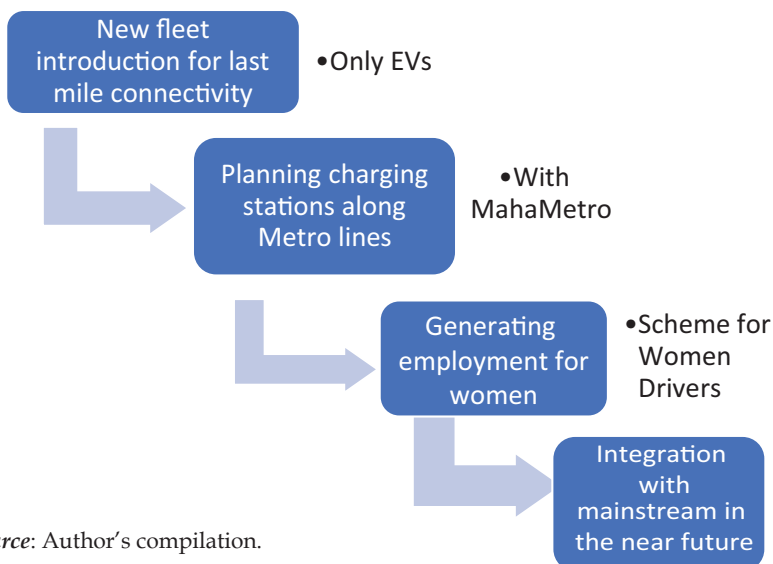 New fleet
introduction for last
mile connectivity
•Only EVs
Planning charging
stations along
Metro lines
•With
MahaMetro
Generating
employment for
women
•Scheme for
Women
Drivers
Integration
with
mainstream in
the near future
rce: Author's compilation.